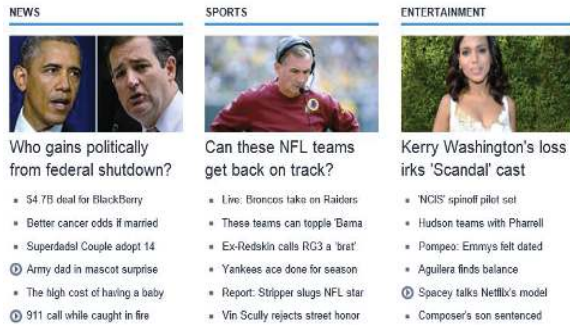 NEWS
Who gains politically
from federal shutdown?
$4.7B deal for BlackBerry
Better cancer odds if married
Superdads! Couple adopt 14
Army dad in mascot surprise
The high cost of having a baby
911 call while caught in fire
SPORTS
Can these NFL teams
get back on track?
Live: Broncos take on Raiders
These teams can topple 'Bama
Ex-Redskin calls RG3 a 'brat'
Yankees ace done for season
Report: Stripper slugs NFL star
Vin Scully rejects street honor
ENTERTAINMENT
Kerry Washington's loss
irks 'Scandal' cast
'NCIS' spinoff pilot set
Hudson teams with Pharrell
Pompeo: Emmys felt dated
Aguilera finds balance
Spacey talks Netflix's model
Composer's son sentenced